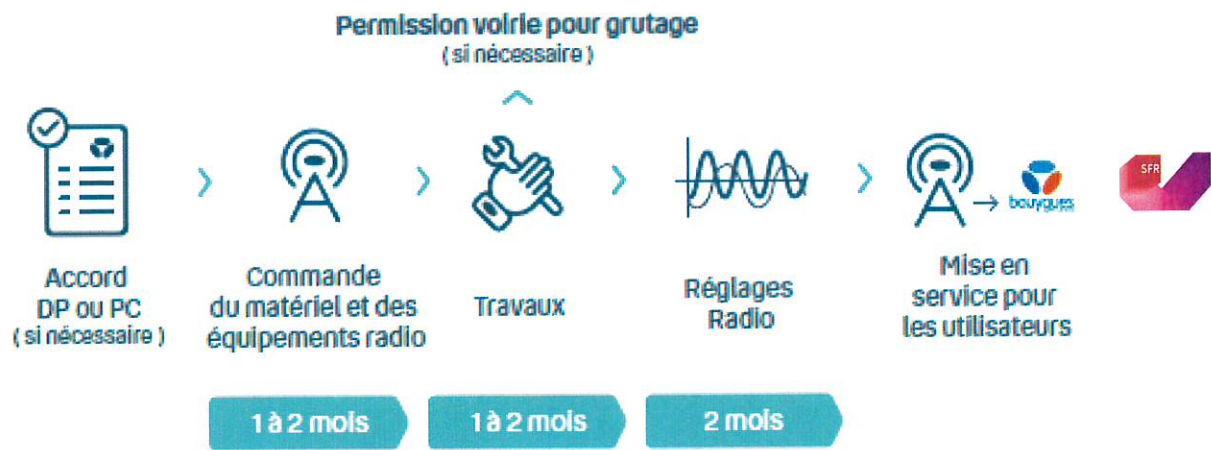 Permission voirie pour grutage
( si nécessaire )
Accord
DP ou PC
( si nécessaire )
Commande
du matériel et des
équipements radio
Travaux
Réglages
Radio
bouygues
SFR
Mise en
service pour
les utilisateurs
1 à 2 mois
1 à 2 mois
2 mois